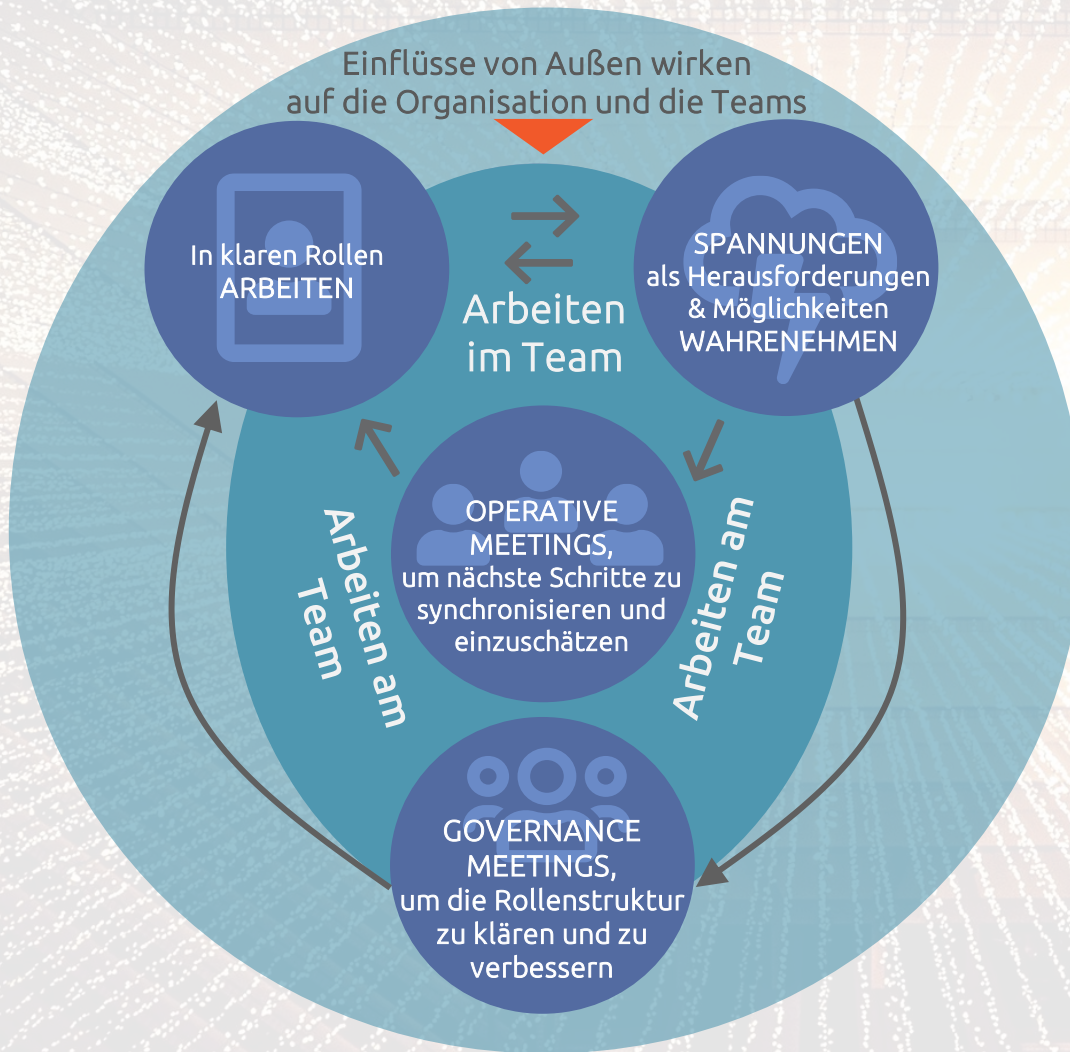 Einflüsse von Außen wirken
auf die Organisation und die Teams
In klaren Rollen
ARBEITEN
SPANNUNGEN
als Herausforderungen
& Möglichkeiten
WAHRENEHMEN
Arbeiten
im Team
OPERATIVE
MEETINGS,
um nächste Schritte zu
synchronisieren und
einzuschätzen
Arbeiten am
Team
Arbeiten am
Team
GOVERNANCE
MEETINGS,
um die Rollenstruktur
zu klären und zu
verbessern